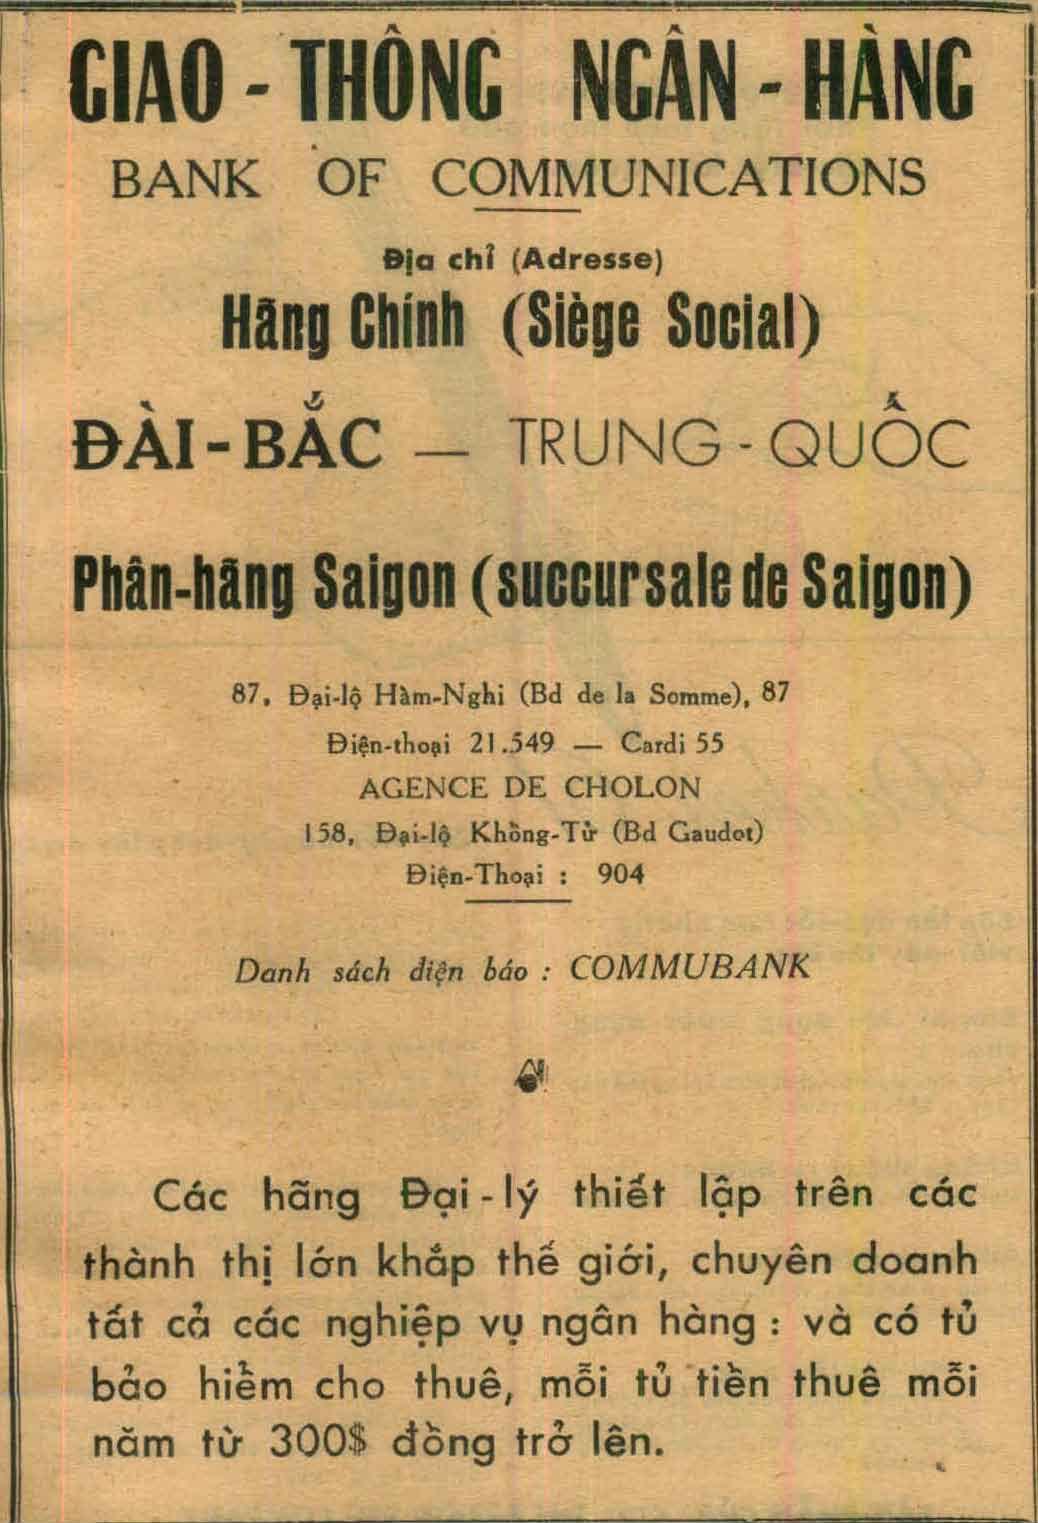 GIAO - THÔNG NGÂN - HÀNG
BANK OF COMMUNICATIONS
Địa chỉ (Adresse)
Hãng Chính (Siège Social)
ĐÀI-BẮC — TRUNG-QUỐC
Phân-hãng Saigon (succursale de Saigon)
87, Đại-lộ Hàm-Nghi (Bd de la Somme), 87
Điện-thoại 21.549 — Cardi 55
AGENCE DE CHOLON
158, Đại-lộ Khồng-Tử (Bd Gaudot)
Điện-Thoại : 904
Danh sách điện báo : COMMUBANK
Các hãng Đại-lý thiết lập trên các
thành thị lớn khắp thế giới, chuyên doanh
tất cả các nghiệp vụ ngân hàng : và có tủ
bảo hiểm cho thuê, mỗi tủ tiền thuê mỗi
năm từ 300$ đồng trở lên.